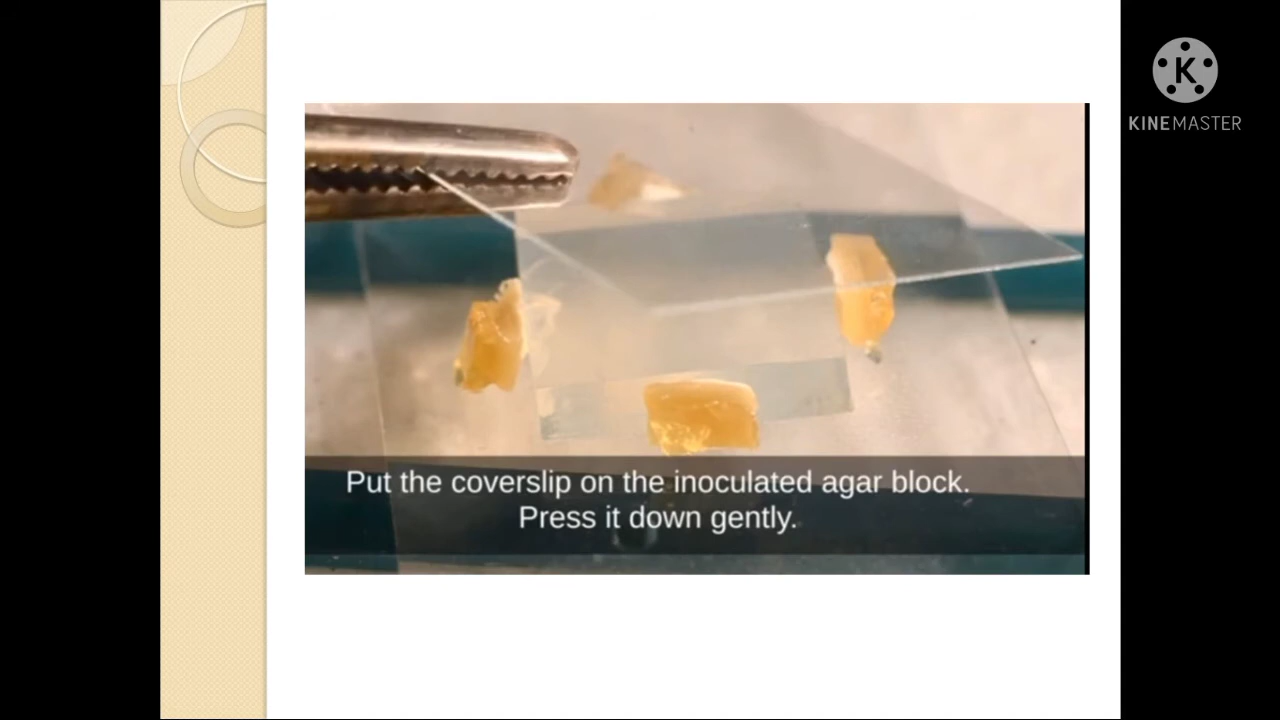 K
KINEMASTER
Put the coverslip on the inoculated agar block.
Press it down gently.